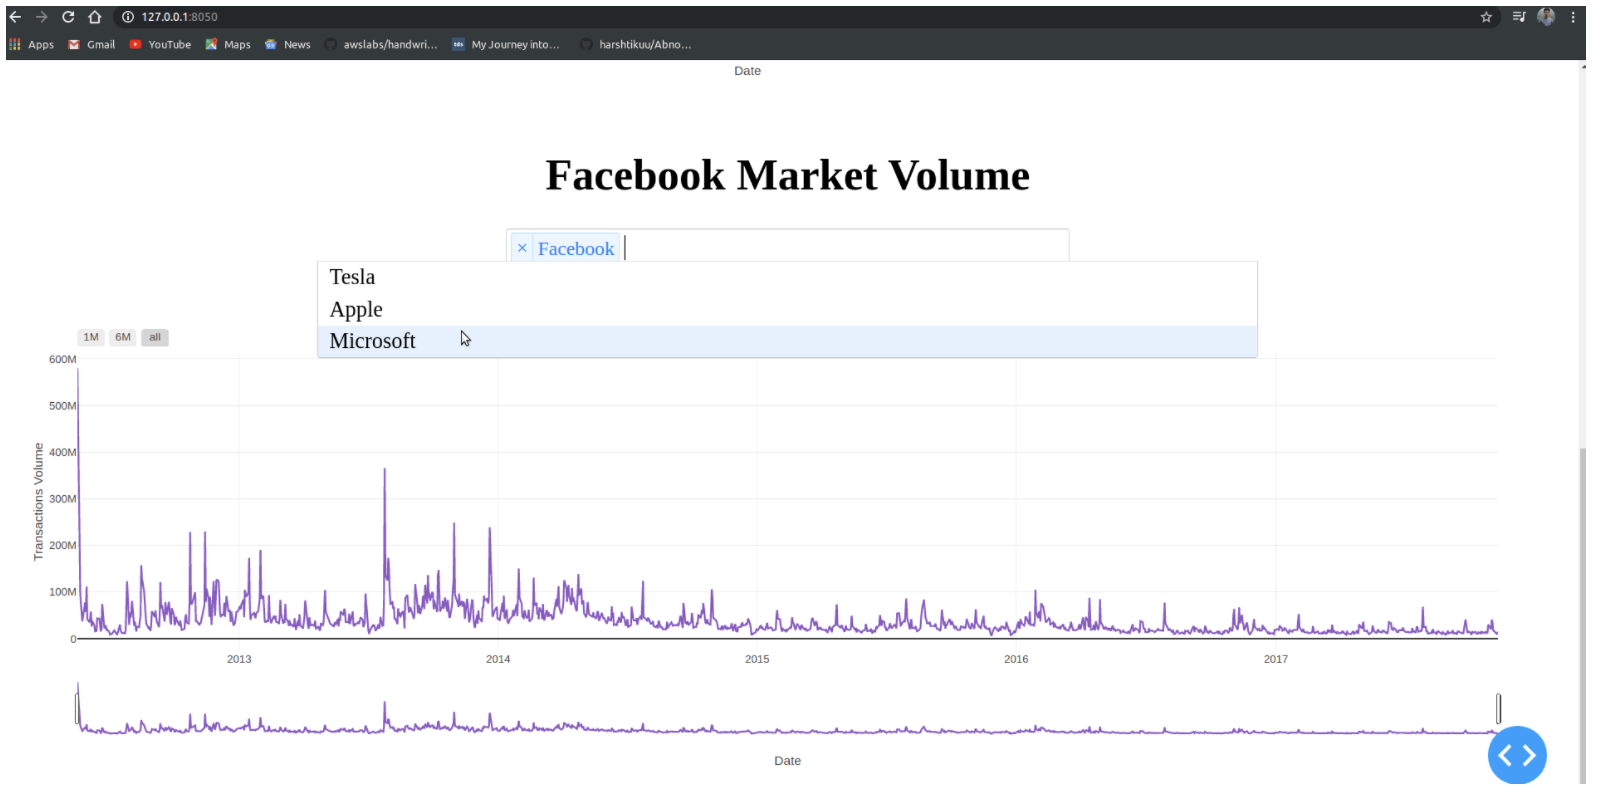 127.0.0.1:8050
Apps Gmail YouTube Maps News awslabs/handwri... My Journey into... harshtikuu/Abno...
Date
Facebook Market Volume
× Facebook
Tesla
Apple
Microsoft
1M 6M all
600M
500M
400M
300M
200M
100M
0
Transactions Volume
2013 2014 2015 2016 2017
Date